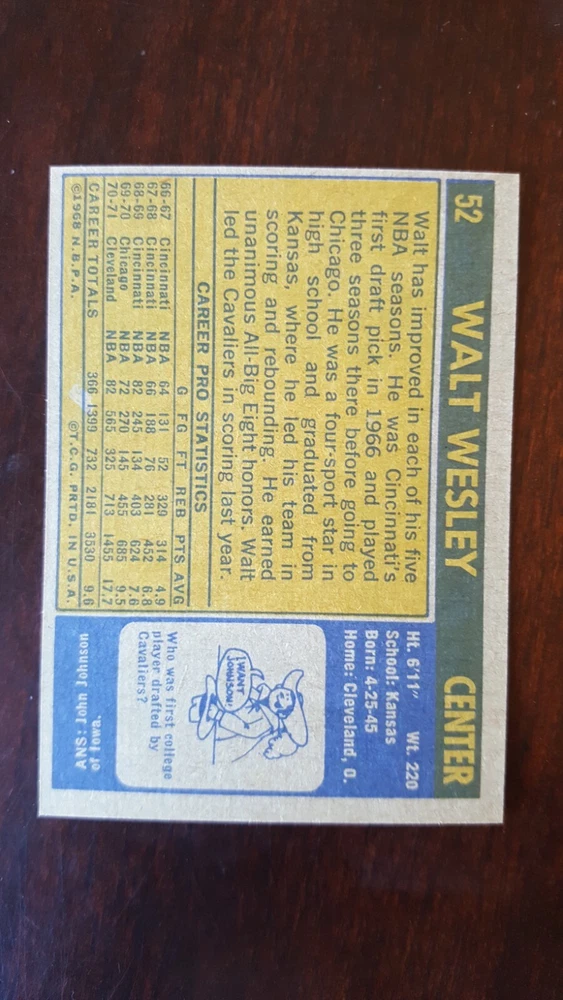 52 WALT WESLEY CENTER
Walt has improved in each of his five
NBA seasons. He was Cincinnati's
first draft pick in 1966 and played
three seasons there before going to
Chicago. He was a four-sport star in
high school and graduated from
Kansas, where he led his team in
scoring and rebounding. He earned
unanimous All-Big Eight honors. Walt
led the Cavaliers in scoring last year.
CAREER PRO STATISTICS
G FG FT REB PTS AVG
66-67 Cincinnati NBA 64 131 52 329 314 4.9
67-68 Cincinnati NBA 66 188 76 281 452 6.8
68-69 Cincinnati NBA 82 245 134 403 624 7.6
69-70 Chicago NBA 72 270 145 455 685 9.5
70-71 Cleveland NBA 82 565 325 713 1455 17.7
CAREER TOTALS 366 1399 732 2181 3530 9.6
©1968 N.B.P.A. ©T.C.G. PRTD. IN U.S.A.
Ht. 6'11" Wt. 220
School: Kansas
Born: 4-25-45
Home: Cleveland, O.
I WANT
JOHNSON!
Who was first college
player drafted by
Cavaliers?
ANS: John Johnson
of Iowa.